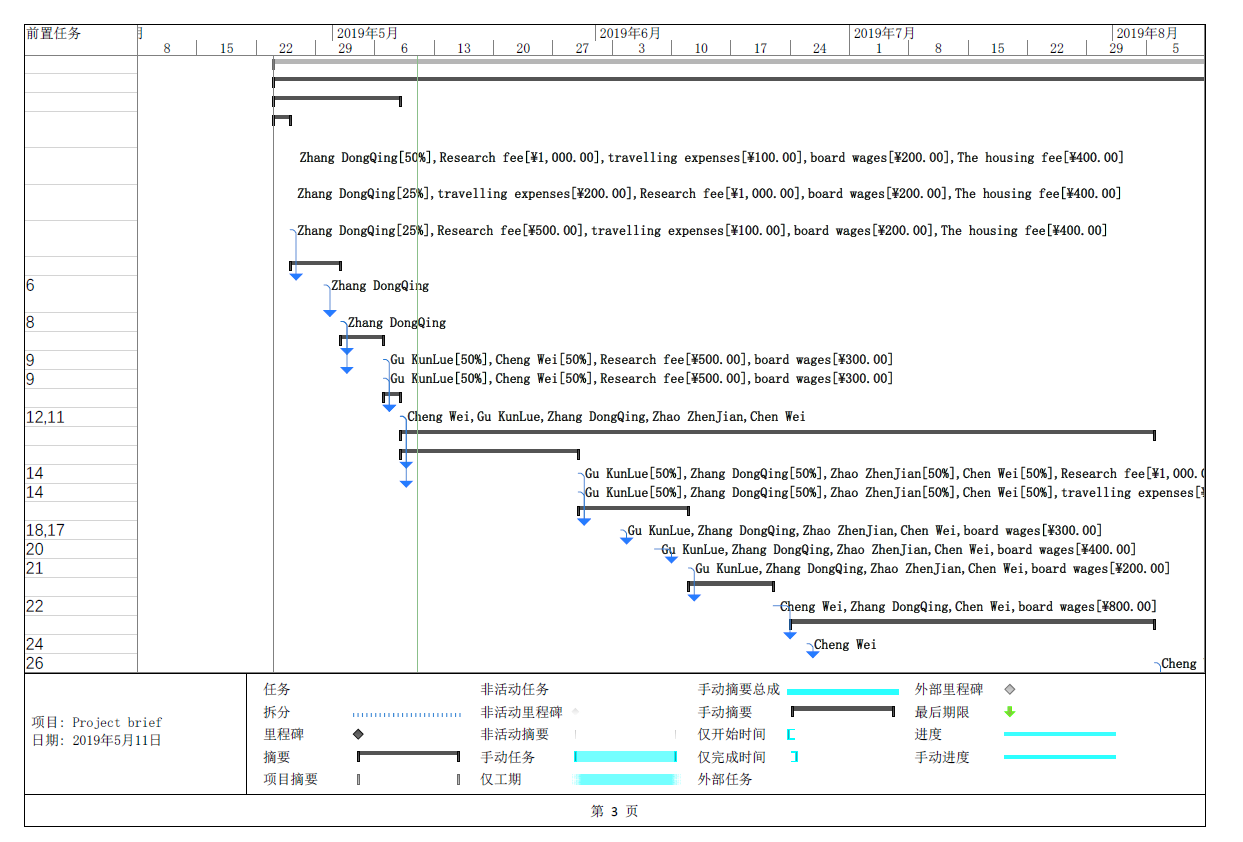 前置任务 月 2019年5月 2019年6月 2019年7月 2019年8月
8 15 22 29 6 13 20 27 3 10 17 24 1 8 15 22 29 5
Zhang DongQing[50%],Research fee[¥1,000.00],travelling expenses[¥100.00],board wages[¥200.00],The housing fee[¥400.00]
Zhang DongQing[25%],travelling expenses[¥200.00],Research fee[¥1,000.00],board wages[¥200.00],The housing fee[¥400.00]
Zhang DongQing[25%],Research fee[¥500.00],travelling expenses[¥100.00],board wages[¥200.00],The housing fee[¥400.00]
6 Zhang DongQing
8 Zhang DongQing
9 Gu KunLue[50%],Cheng Wei[50%],Research fee[¥500.00],board wages[¥300.00]
9 Gu KunLue[50%],Cheng Wei[50%],Research fee[¥500.00],board wages[¥300.00]
12,11 Cheng Wei,Gu KunLue,Zhang DongQing,Zhao ZhenJian,Chen Wei
14 Gu KunLue[50%],Zhang DongQing[50%],Zhao ZhenJian[50%],Chen Wei[50%],Research fee[¥1,000.0
14 Gu KunLue[50%],Zhang DongQing[50%],Zhao ZhenJian[50%],Chen Wei[50%],travelling expenses[¥
18,17 Gu KunLue,Zhang DongQing,Zhao ZhenJian,Chen Wei,board wages[¥300.00]
20 Gu KunLue,Zhang DongQing,Zhao ZhenJian,Chen Wei,board wages[¥400.00]
21 Gu KunLue,Zhang DongQing,Zhao ZhenJian,Chen Wei,board wages[¥200.00]
22 Cheng Wei,Zhang DongQing,Chen Wei,board wages[¥800.00]
24 Cheng Wei
26 Cheng
项目: Project brief
日期: 2019年5月11日
任务 非活动任务 手动摘要总成 外部里程碑
拆分 非活动里程碑 手动摘要 最后期限
里程碑 非活动摘要 仅开始时间 进度
摘要 手动任务 仅完成时间 手动进度
项目摘要 仅工期 外部任务
第 3 页